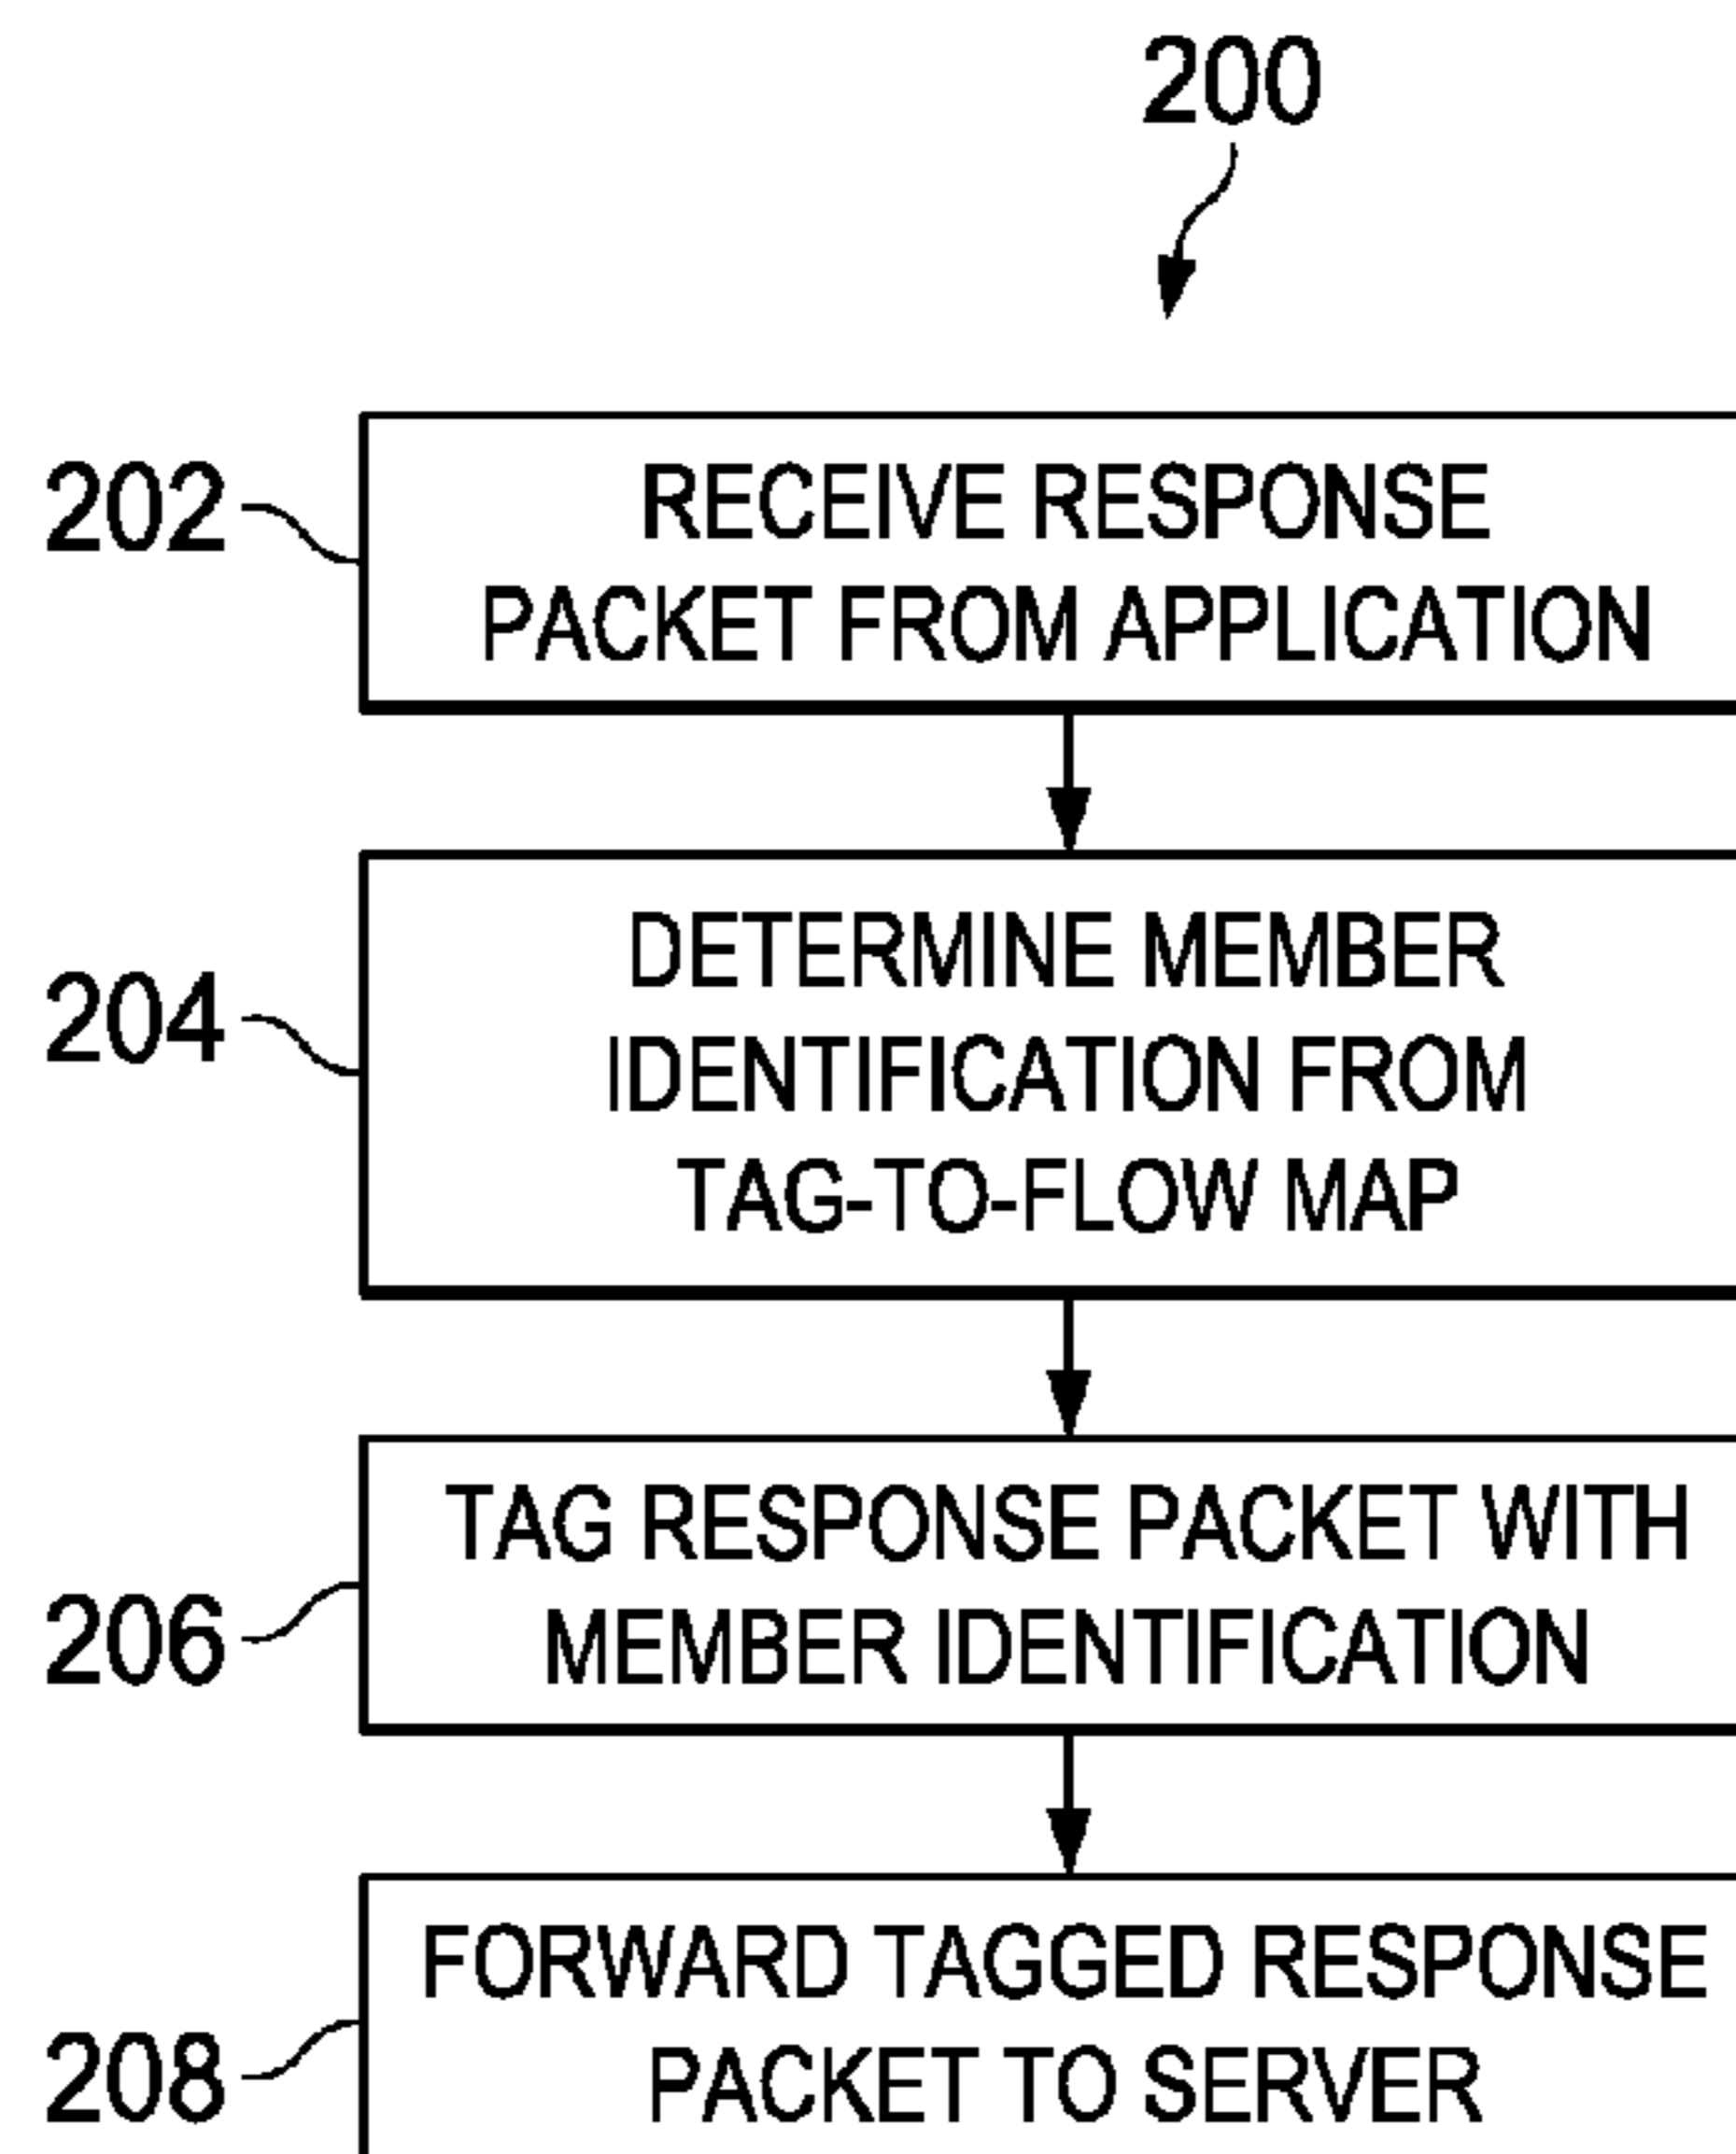 200
202
RECEIVE RESPONSE
PACKET FROM APPLICATION
204
DETERMINE MEMBER
IDENTIFICATION FROM
TAG-TO-FLOW MAP
206
TAG RESPONSE PACKET WITH
MEMBER IDENTIFICATION
208
FORWARD TAGGED RESPONSE
PACKET TO SERVER